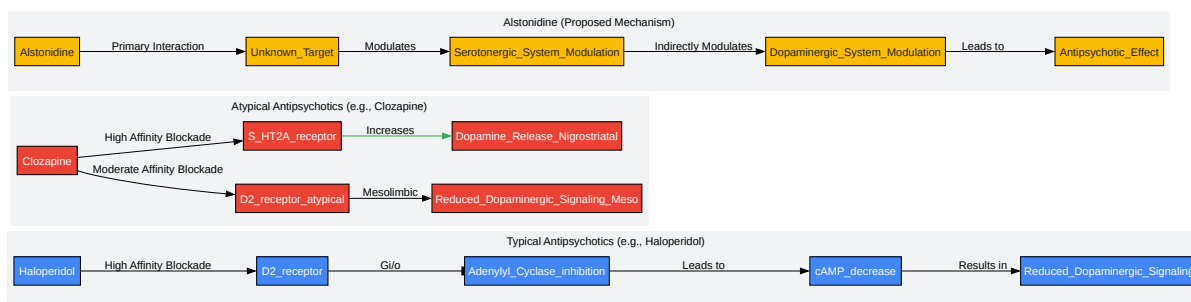 Alstonidine (Proposed Mechanism)
Alstonidine
Primary Interaction
Unknown_Target
Modulates
Serotonergic_System_Modulation
Indirectly Modulates
Dopaminergic_System_Modulation
Leads to
Antipsychotic_Effect
Atypical Antipsychotics (e.g., Clozapine)
Clozapine
High Affinity Blockade
S_HT2A_receptor
Increases
Dopamine_Release_Nigrostriatal
Moderate Affinity Blockade
D2_receptor_atypical
Mesolimbic
Reduced_Dopaminergic_Signaling_Meso
Typical Antipsychotics (e.g., Haloperidol)
Haloperidol
High Affinity Blockade
D2_receptor
Gi/o
Adenylyl_Cyclase_inhibition
Leads to
cAMP_decrease
Results in
Reduced_Dopaminergic_Signaling